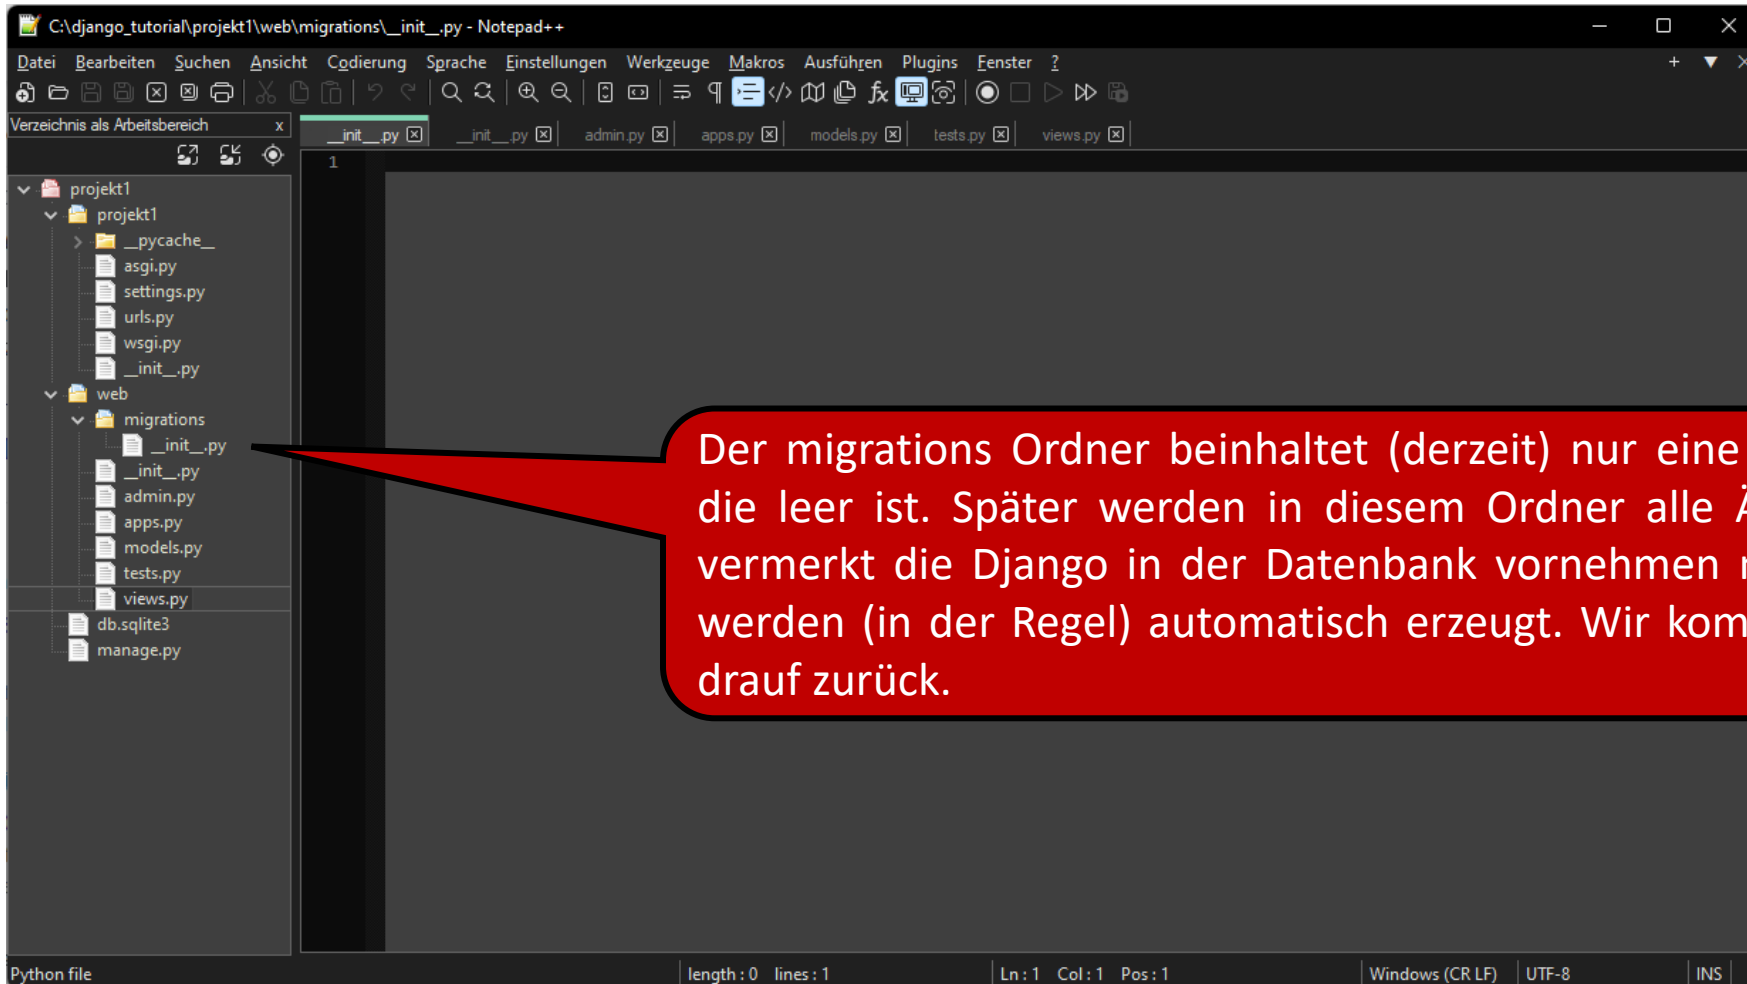 C:\django_tutorial\projekt1\web\migrations\__init__.py - Notepad++
Datei Bearbeiten Suchen Ansicht Codierung Sprache Einstellungen Werkzeuge Makros Ausführen Plugins Fenster ?
Verzeichnis als Arbeitsbereich x
__init__.py __init__.py admin.py apps.py models.py tests.py views.py
1
projekt1
projekt1
__pycache__
asgi.py
settings.py
urls.py
wsgi.py
__init__.py
web
migrations
__init__.py
__init__.py
admin.py
apps.py
models.py
tests.py
views.py
db.sqlite3
manage.py
Der migrations Ordner beinhaltet (derzeit) nur eine
die leer ist. Später werden in diesem Ordner alle
vermerkt die Django in der Datenbank vornehmen
werden (in der Regel) automatisch erzeugt. Wir
drauf zurück.
Python file length : 0 lines : 1 Ln : 1 Col : 1 Pos : 1 Windows (CR LF) UTF-8 INS